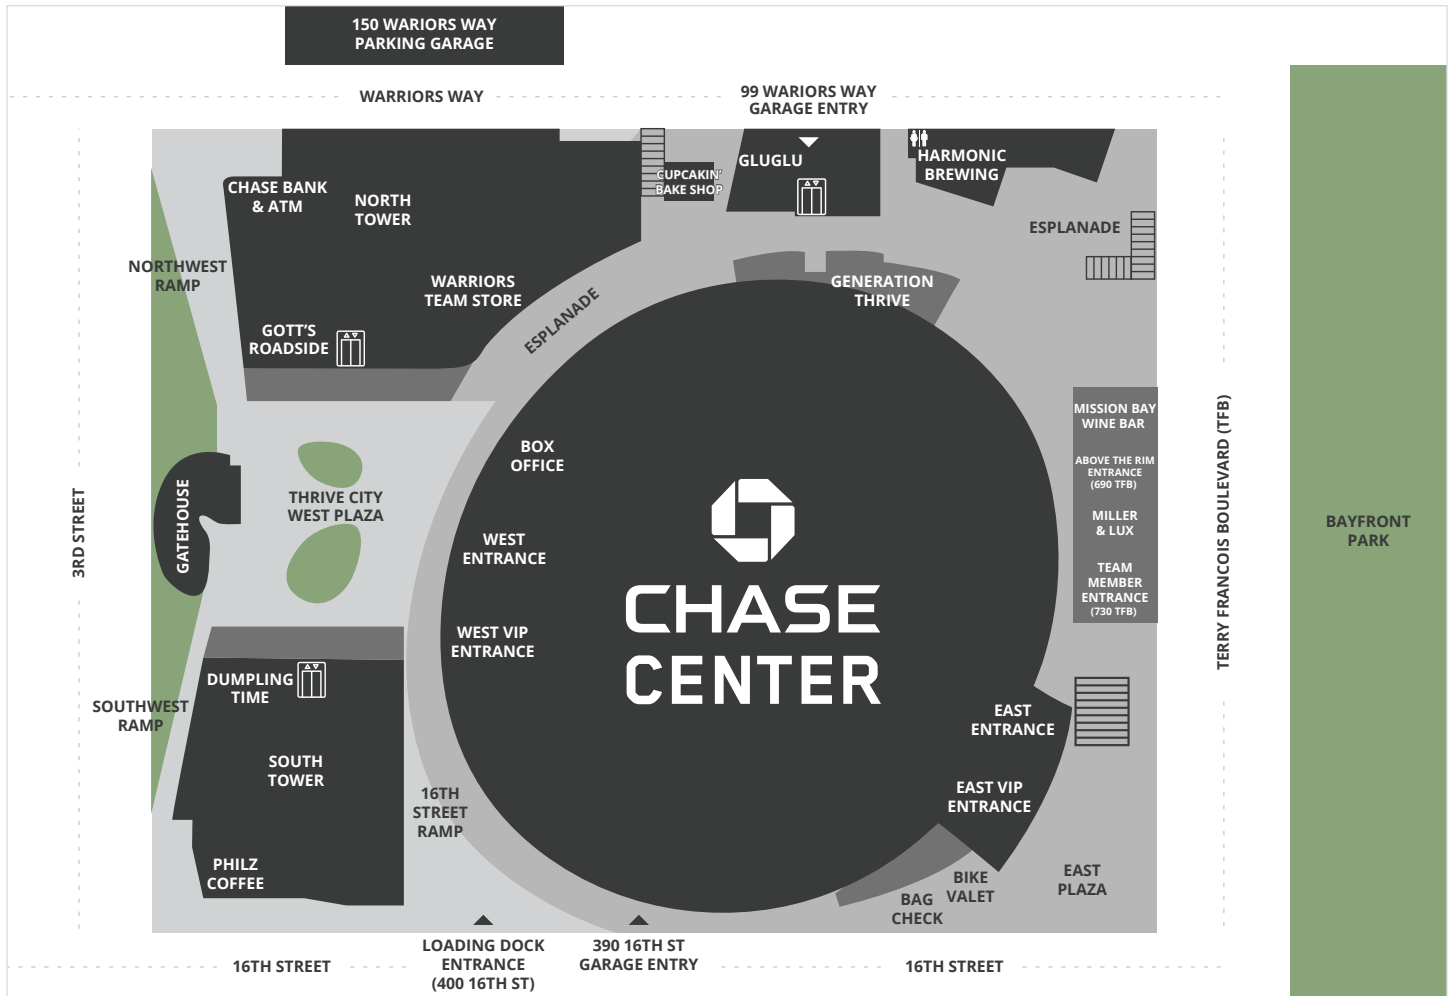 150 WARIORS WAY
PARKING GARAGE
WARRIORS WAY
99 WARIORS WAY
GARAGE ENTRY
CHASE BANK
& ATM
NORTH
TOWER
CUPCAKIN'
BAKE SHOP
GLUGLU
HARMONIC
BREWING
ESPLANADE
NORTHWEST
RAMP
WARRIORS
TEAM STORE
ESPLANADE
GENERATION
THRIVE
GOTT'S
ROADSIDE
BOX
OFFICE
MISSION BAY
WINE BAR
ABOVE THE RIM
ENTRANCE
(690 TFB)
MILLER
& LUX
TEAM
MEMBER
ENTRANCE
(730 TFB)
TERRY FRANCOIS BOULEVARD (TFB)
BAYFRONT
PARK
3RD STREET
GATEHOUSE
THRIVE CITY
WEST PLAZA
WEST
ENTRANCE
WEST VIP
ENTRANCE
CHASE
CENTER
DUMPLING
TIME
SOUTHWEST
RAMP
SOUTH
TOWER
16TH
STREET
RAMP
EAST
ENTRANCE
EAST VIP
ENTRANCE
PHILZ
COFFEE
BIKE
VALET
BAG
CHECK
EAST
PLAZA
16TH STREET
LOADING DOCK
ENTRANCE
(400 16TH ST)
390 16TH ST
GARAGE ENTRY
16TH STREET